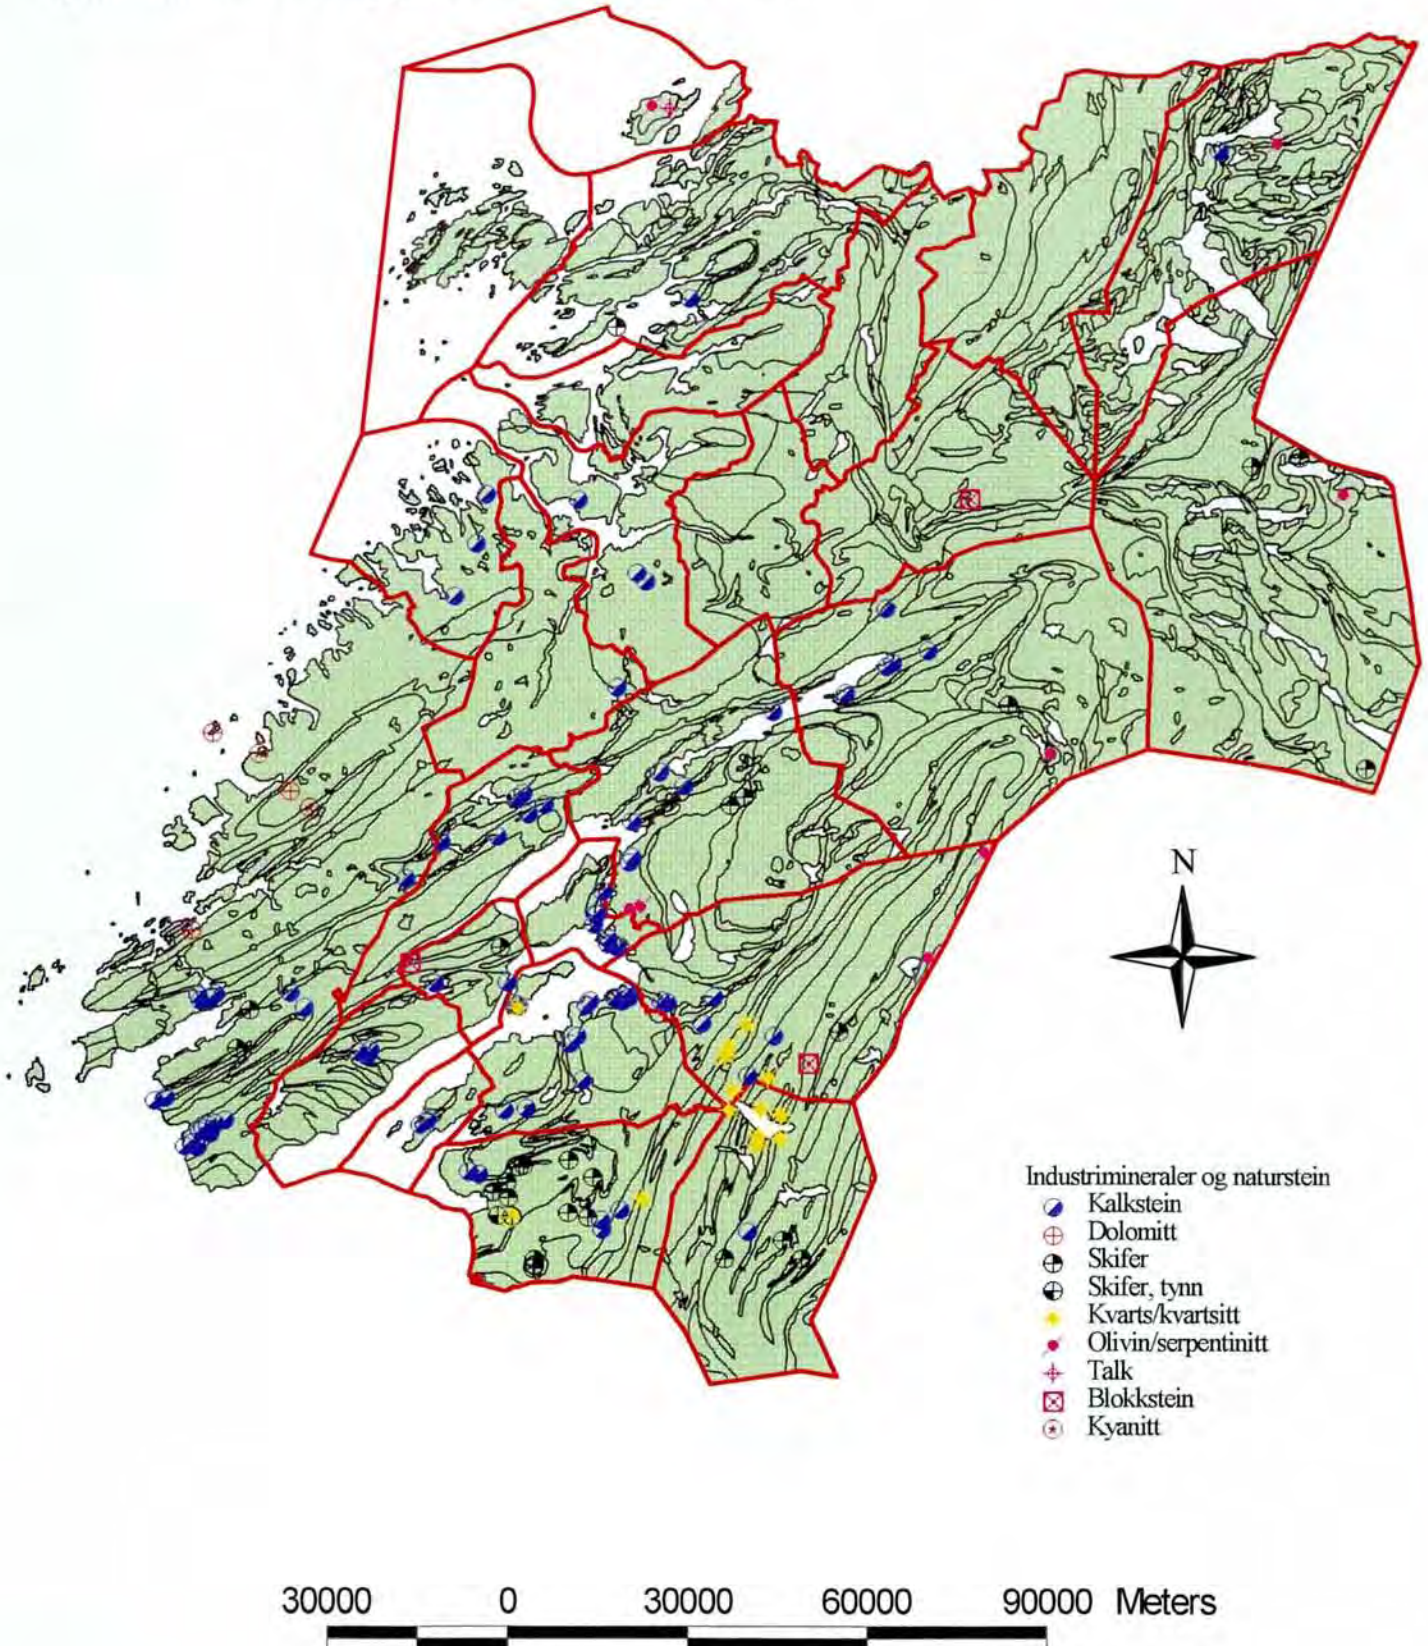 N
Industrimineraler og naturstein
Kalkstein
Dolomitt
Skifer
Skifer, tynn
Kvarts/kvartsitt
Olivin/serpentinitt
Talk
Blokkstein
Kyanitt
30000 0 30000 60000 90000 Meters